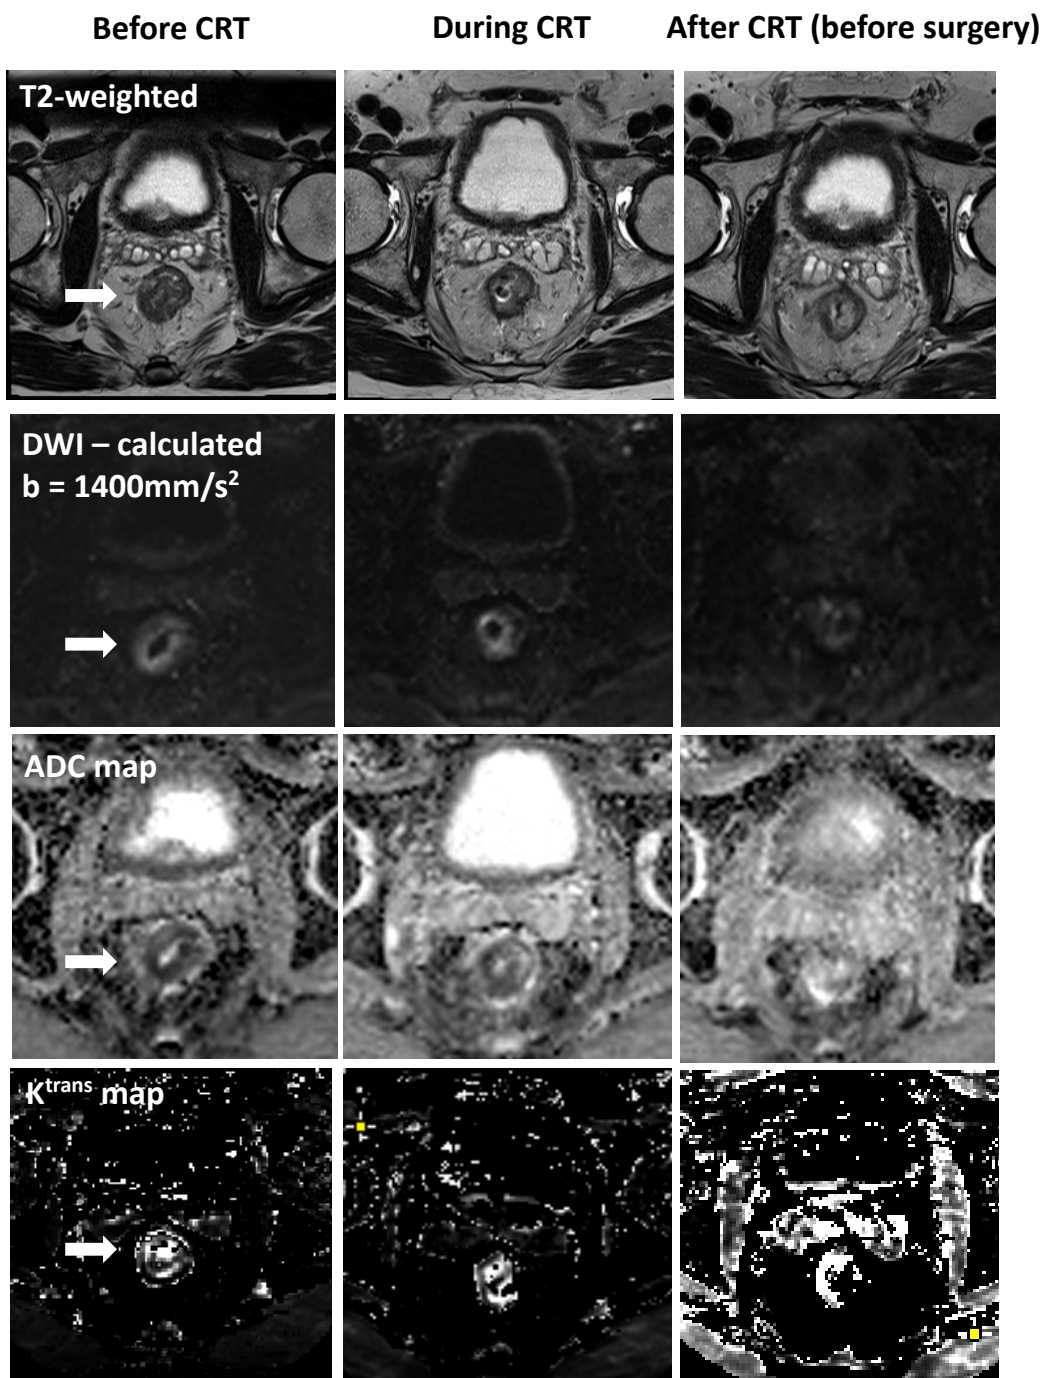 Before CRT
During CRT
After CRT (before surgery)
T2-weighted
DWI – calculated
b = 1400mm/s²
ADC map
Kᵗʳᵃⁿˢ map